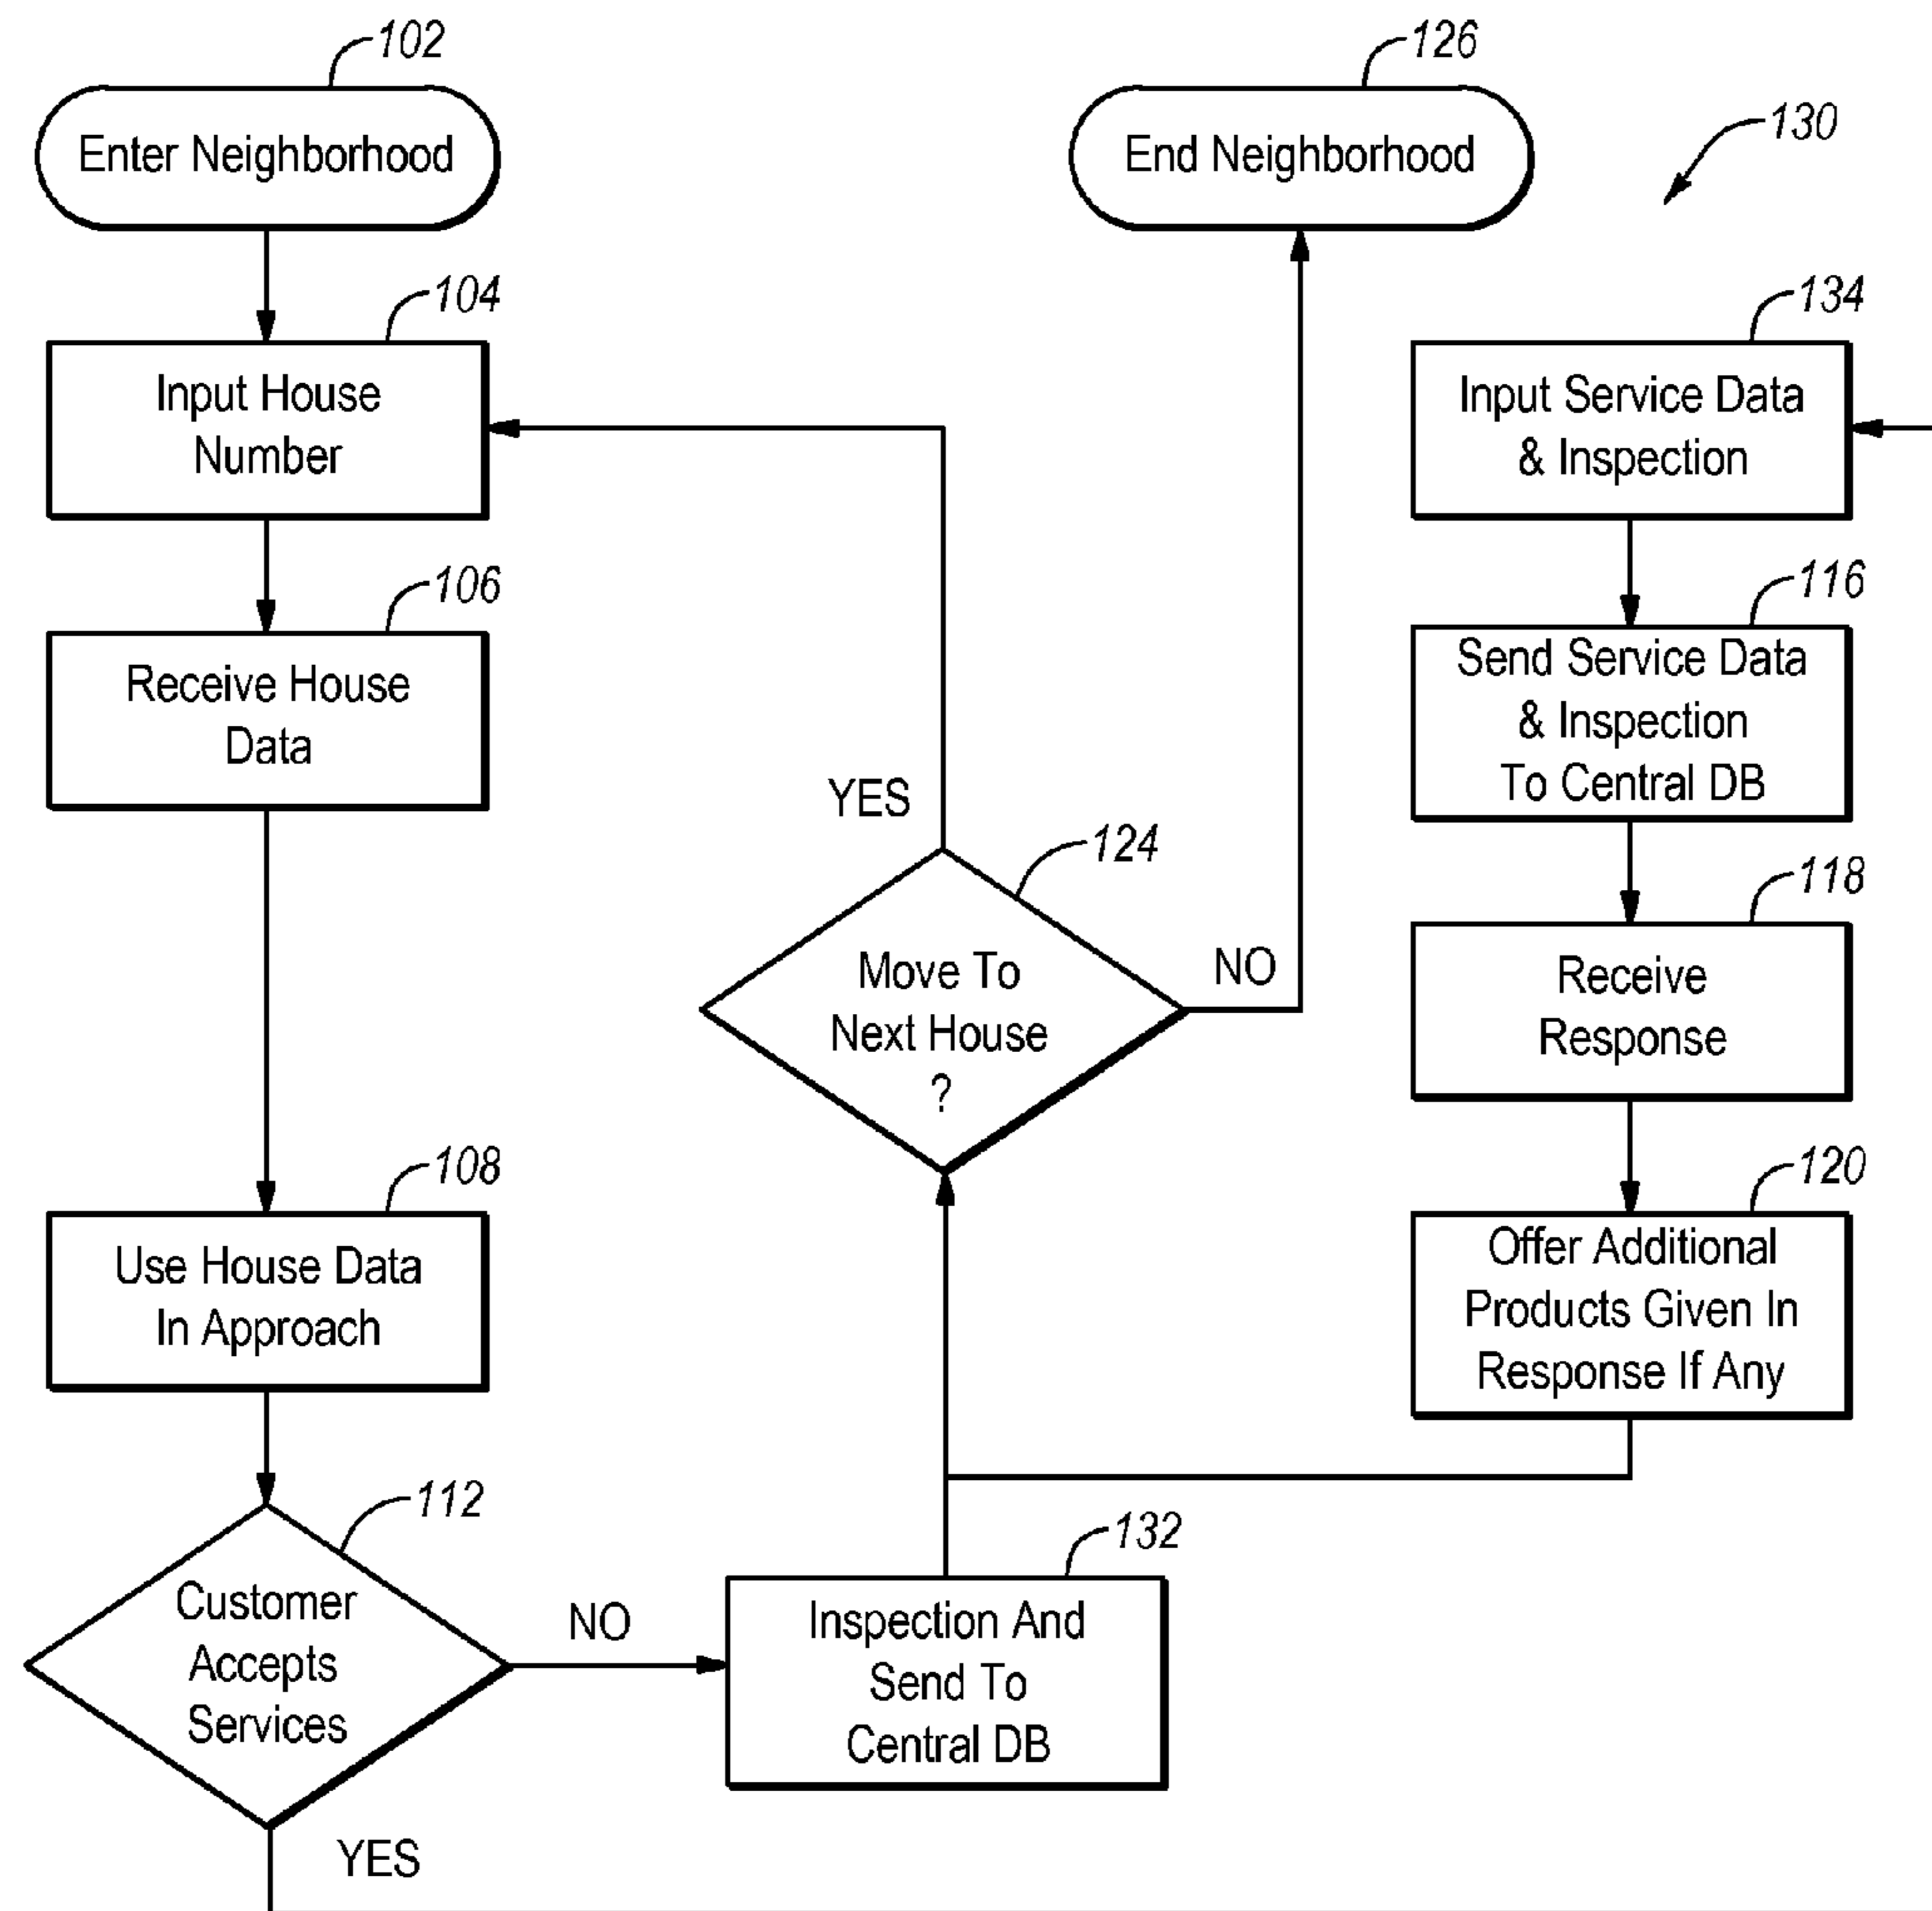 102
Enter Neighborhood
104
Input House
Number
106
Receive House
Data
108
Use House Data
In Approach
112
Customer
Accepts
Services
YES
NO
132
Inspection And
Send To
Central DB
124
Move To
Next House
?
YES
NO
126
End Neighborhood
130
134
Input Service Data
& Inspection
116
Send Service Data
& Inspection
To Central DB
118
Receive
Response
120
Offer Additional
Products Given In
Response If Any